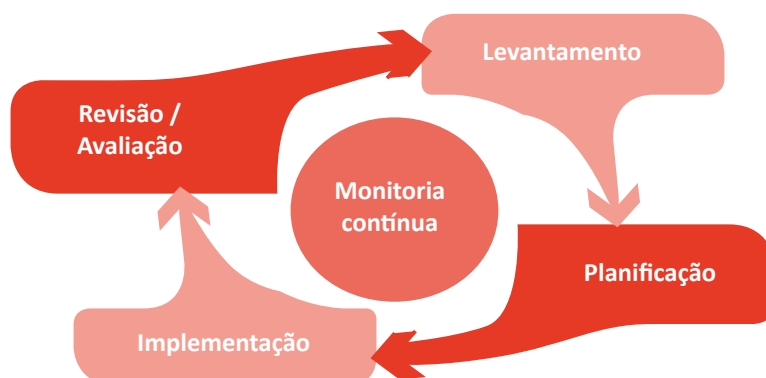 Levantamento
Revisão /
Avaliação
Monitoria
contínua
Planificação
Implementação